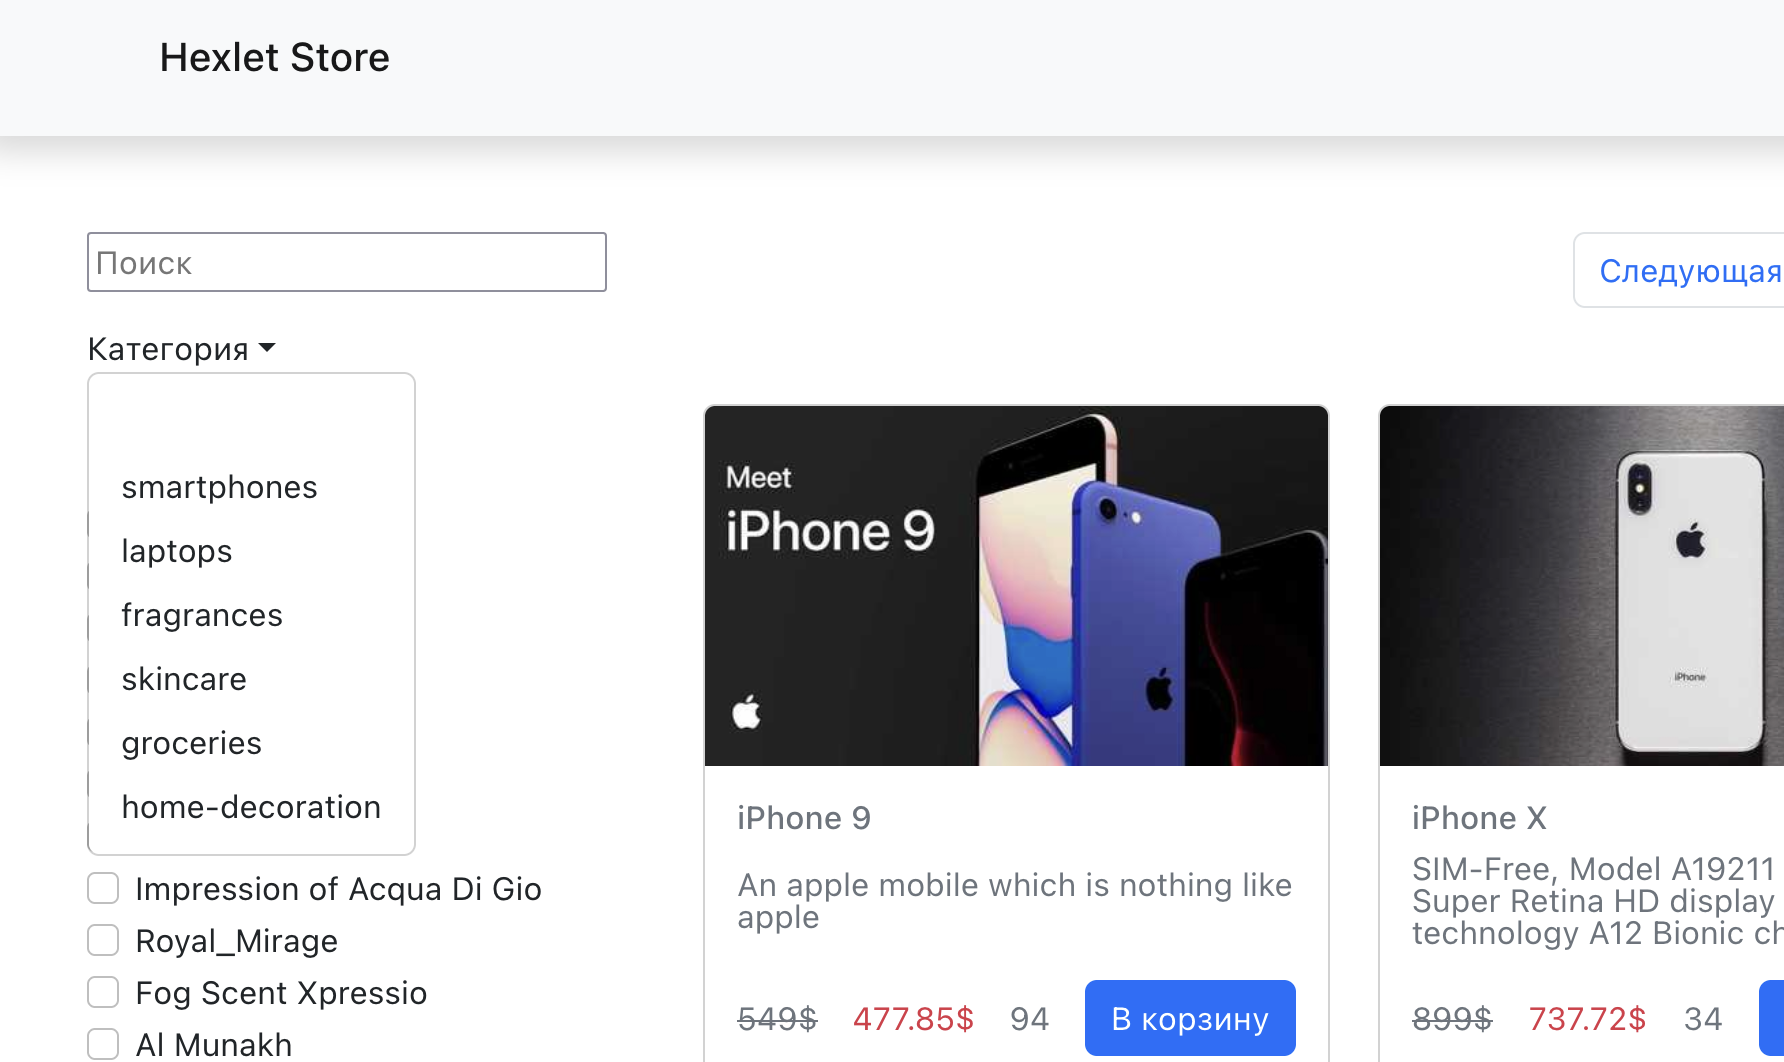 Hexlet Store
Поиск
Следующая
Категория
smartphones
laptops
fragrances
skincare
groceries
home-decoration
Impression of Acqua Di Gio
Royal_Mirage
Fog Scent Xpressio
Al Munakh
Meet
iPhone 9
iPhone 9
An apple mobile which is nothing like
apple
549$ 477.85$ 94 В корзину
iPhone
iPhone X
SIM-Free, Model A19211
Super Retina HD display
technology A12 Bionic ch
899$ 737.72$ 34